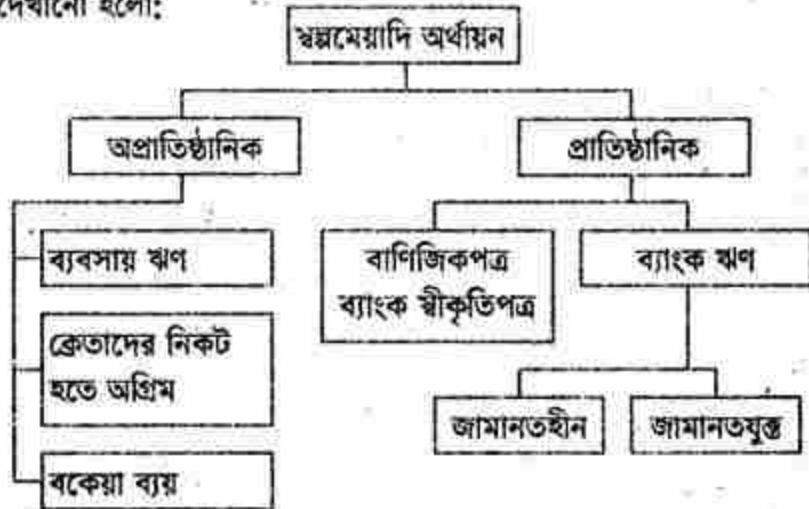 দেখানো হলো:
স্বল্পমেয়াদি অর্থায়ন
অপ্রাতিষ্ঠানিক
প্রাতিষ্ঠানিক
ব্যবসায় ঋণ
ক্রেতাদের নিকট
হতে অগ্রিম
বকেয়া ব্যয়
বাণিজিকপত্র
ব্যাংক স্বীকৃতিপত্র
ব্যাংক ঋণ
জামানতহীন
জামানতযুক্ত